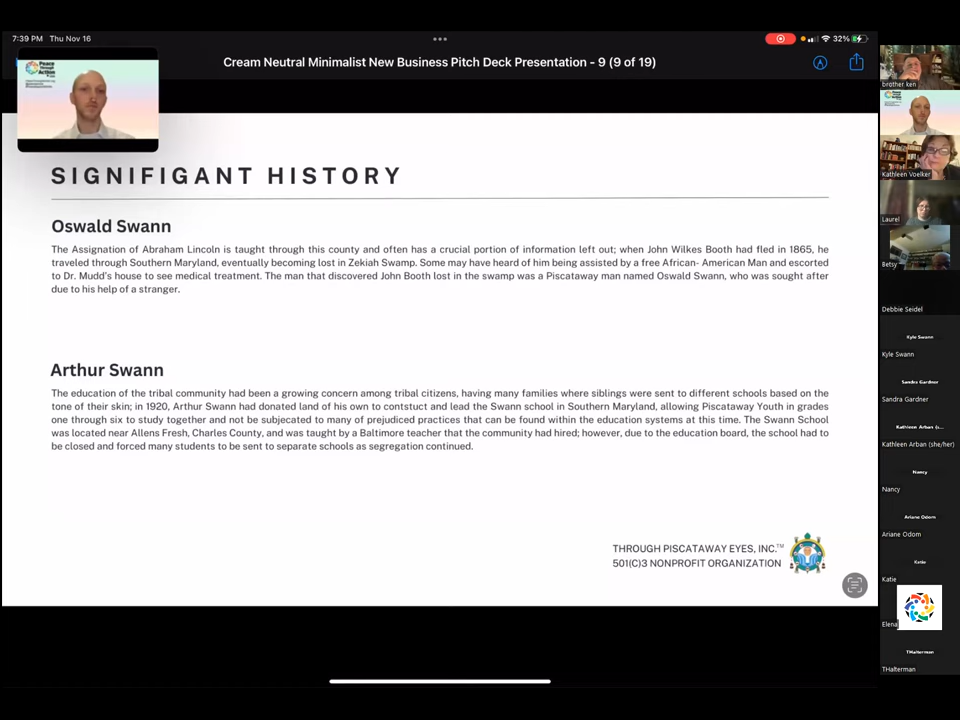 7:39 PM Thu Nov 16
32%
Cream Neutral Minimalist New Business Pitch Deck Presentation - 9 (9 of 19)
Peace
Through
Action
SIGNIFIGANT HISTORY
Oswald Swann
The Assignation of Abraham Lincoln is taught through this county and often has a crucial portion of information left out; when John Wilkes Booth had fled in 1865, he
traveled through Southern Maryland, eventually becoming lost in Zekiah Swamp. Some may have heard of him being assisted by a free African- American Man and escorted
to Dr. Mudd's house to see medical treatment. The man that discovered John Booth lost in the swamp was a Piscataway man named Oswald Swann, who was sought after
due to his help of a stranger.
Arthur Swann
The education of the tribal community had been a growing concern among tribal citizens, having many families where siblings were sent to different schools based on the
tone of their skin; in 1920, Arthur Swann had donated land of his own to contstuct and lead the Swann school in Southern Maryland, allowing Piscataway Youth in grades
one through six to study together and not be subjecated to many of prejudiced practices that can be found within the education systems at this time. The Swann School
was located near Allens Fresh, Charles County, and was taught by a Baltimore teacher that the community had hired; however, due to the education board, the school had to
be closed and forced many students to be sent to separate schools as segregation continued.
THROUGH PISCATAWAY EYES, INC.™
501(C)3 NONPROFIT ORGANIZATION
brother ken
Kathleen Voelker
Laurel
Betsy
Debbie Seidel
Kyle Swann
Kyle Swann
Sandra Gardner
Sandra Gardner
Kathleen Arban (s...
Kathleen Arban (she/her)
Nancy
Nancy
Ariane Odom
Ariane Odom
Katie
Katie
Elena
THalterman
THalterman